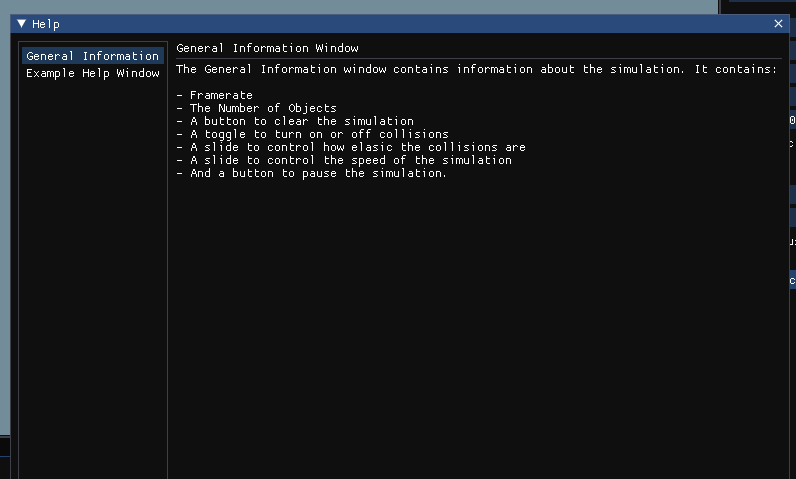 Help
General Information
Example Help Window
General Information Window
The General Information window contains information about the simulation. It contains:
- Framerate
- The Number of Objects
- A button to clear the simulation
- A toggle to turn on or off collisions
- A slide to control how elasic the collisions are
- A slide to control the speed of the simulation
- And a button to pause the simulation.